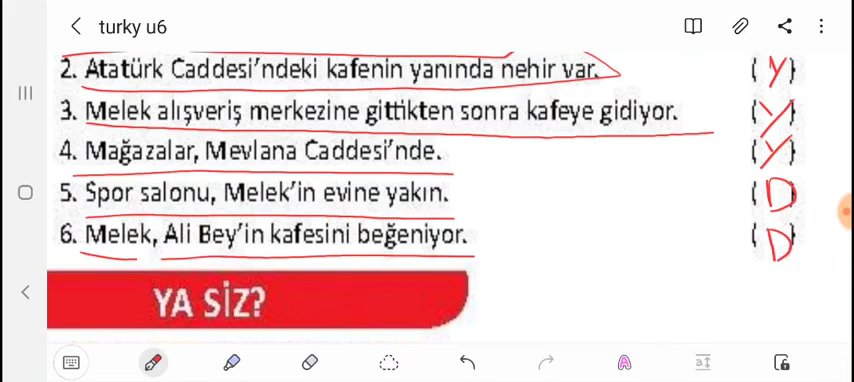 turky u6
2. Atatürk Caddesi'ndeki kafenin yanında nehir var. ( Y )
3. Melek alışveriş merkezine gittikten sonra kafeye gidiyor. ( Y )
4. Mağazalar, Mevlana Caddesi'nde. ( Y )
5. Spor salonu, Melek'in evine yakın. ( D )
6. Melek, Ali Bey'in kafesini beğeniyor. ( D )
YA SİZ?